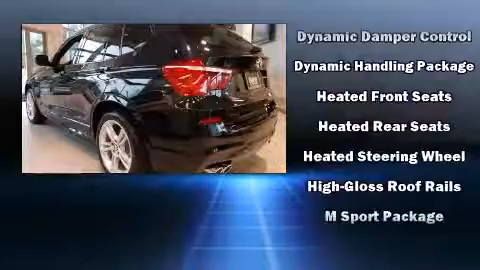 Dynamic Damper Control
Dynamic Handling Package
Heated Front Seats
Heated Rear Seats
Heated Steering Wheel
High-Gloss Roof Rails
M Sport Package